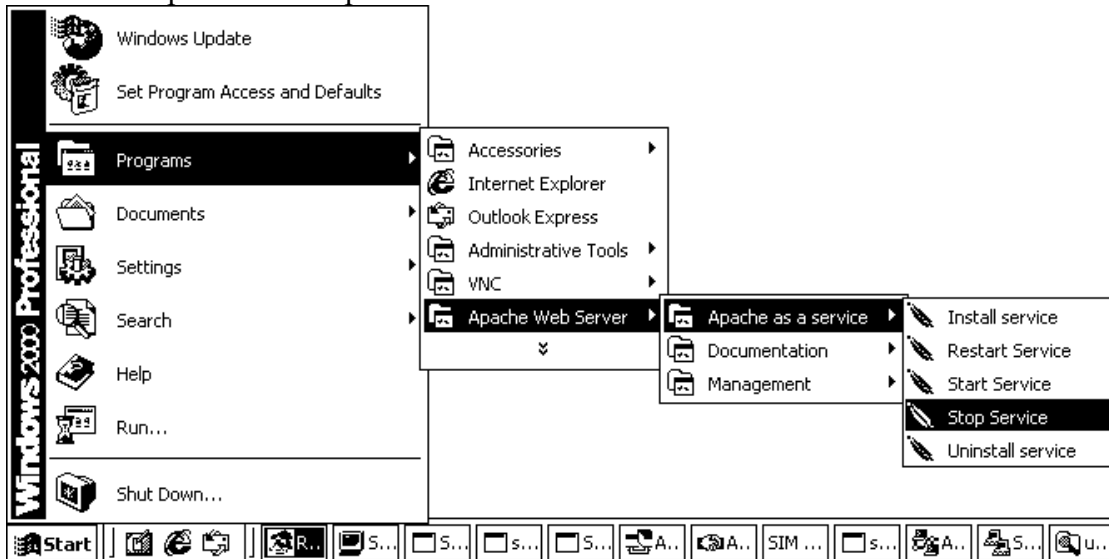 Windows Update
Set Program Access and Defaults
Programs
Documents
Settings
Search
Help
Run...
Shut Down...
Windows 2000 Professional
Accessories
Internet Explorer
Outlook Express
Administrative Tools
VNC
Apache Web Server
Apache as a service
Documentation
Management
Install service
Restart Service
Start Service
Stop Service
Uninstall service
Start R.. S... S... s... S... A.. A.. SIM ... s... A.. S... u..